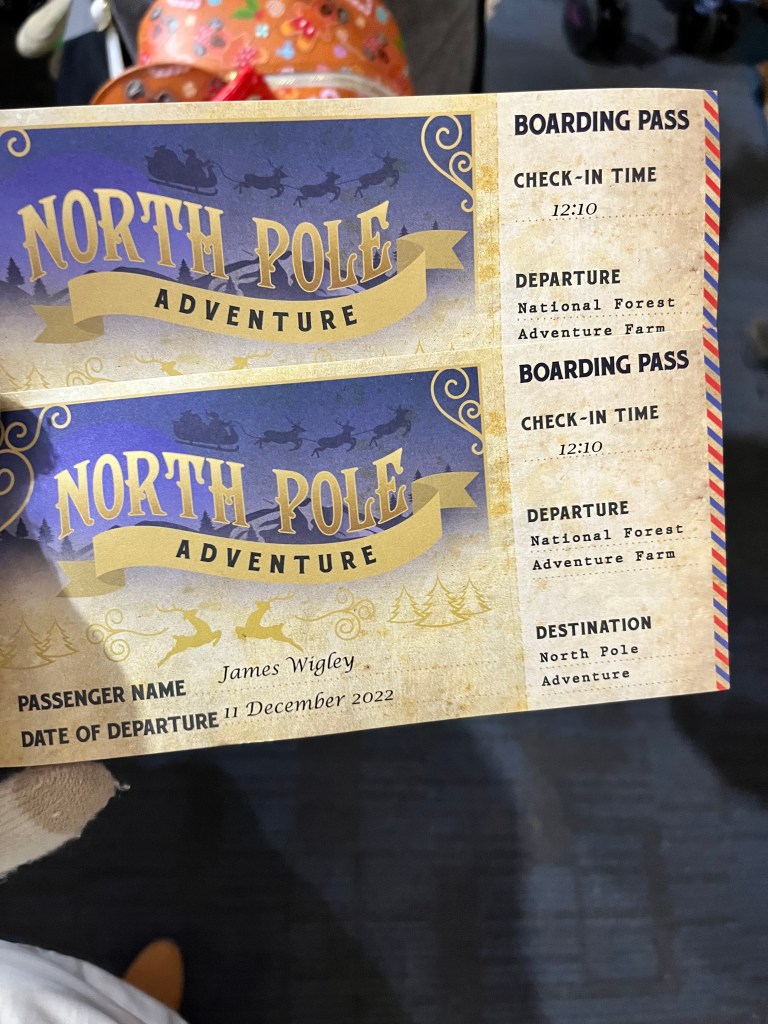 NORTH POLE
ADVENTURE
BOARDING PASS
CHECK-IN TIME
12:10
DEPARTURE
National Forest
Adventure Farm
NORTH POLE
ADVENTURE
PASSENGER NAME James Wigley
DATE OF DEPARTURE 11 December 2022
BOARDING PASS
CHECK-IN TIME
12:10
DEPARTURE
National Forest
Adventure Farm
DESTINATION
North Pole
Adventure